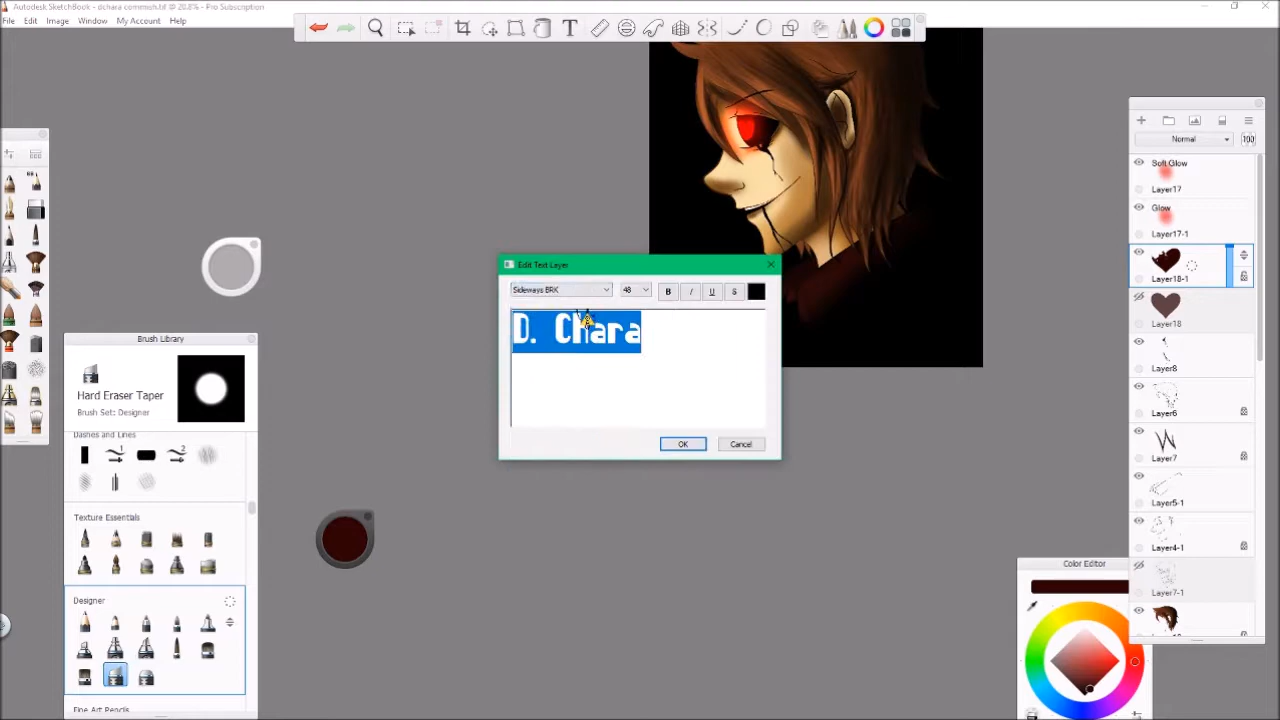 Autodesk SketchBook - dchara commish.tif @ 20.8% - Pro Subscription
File Edit Image Window My Account Help
Normal
100
Soft Glow
Layer17
Glow
Layer17-1
Layer18-1
Layer18
Layer8
Layer6
Layer7
Layer5-1
Layer4-1
Layer7-1
Edit Text Layer
Sideways BRK 48 B I U S
D. Chara
OK Cancel
Brush Library
Hard Eraser Taper
Brush Set: Designer
Dashes and Lines
1 2
Texture Essentials
Designer
Fine Art Pencils
Color Editor